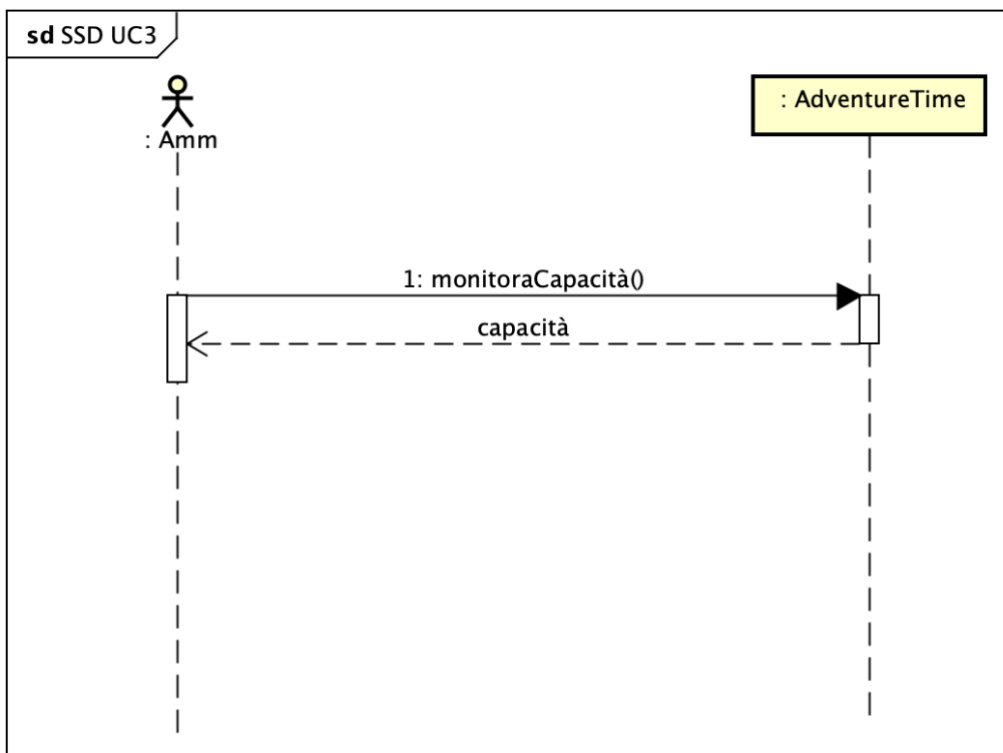 sd SSD UC3
: Amm
: AdventureTime
1: monitoraCapacità()
capacità